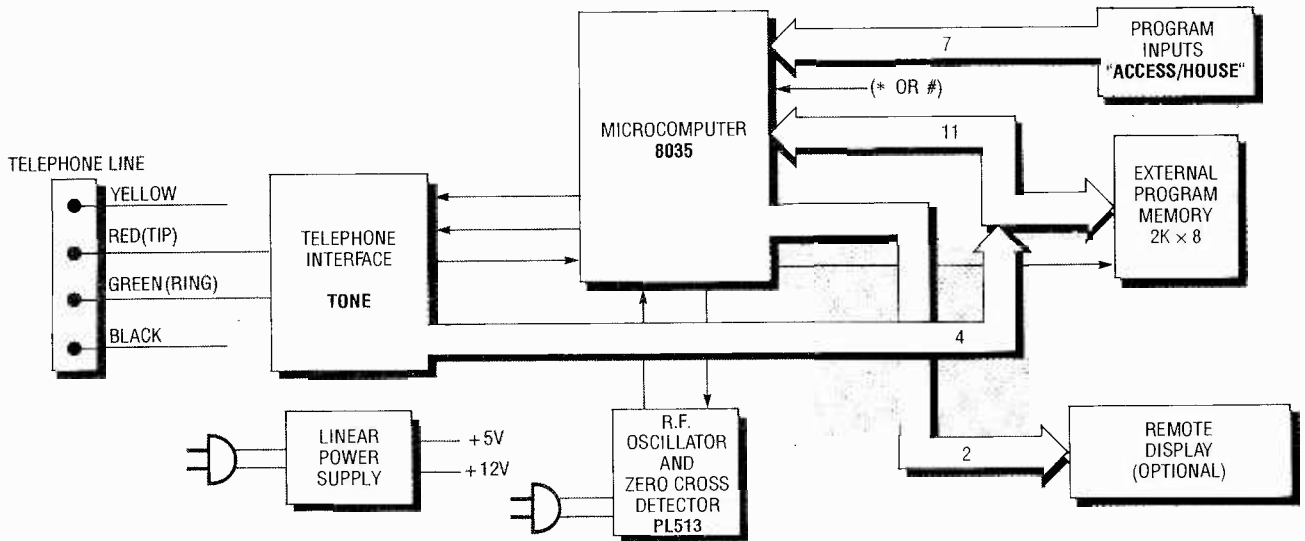 PROGRAM
INPUTS
"ACCESS/HOUSE"
7
(* OR #)
MICROCOMPUTER
8035
11
EXTERNAL
PROGRAM
MEMORY
2K × 8
TELEPHONE LINE
YELLOW
RED(TIP)
GREEN(RING)
BLACK
TELEPHONE
INTERFACE
TONE
4
LINEAR
POWER
SUPPLY
+5V
+12V
R.F.
OSCILLATOR
AND
ZERO CROSS
DETECTOR
PL513
2
REMOTE
DISPLAY
(OPTIONAL)